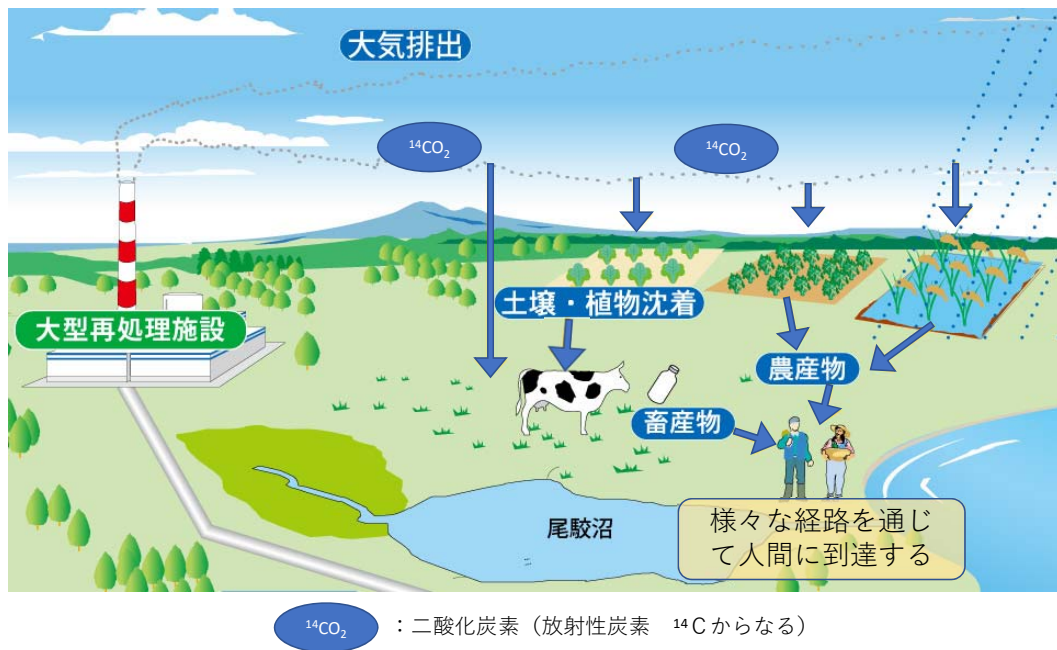 大気排出
¹⁴CO₂
¹⁴CO₂
土壌・植物沈着
大型再処理施設
農産物
畜産物
尾駮沼
様々な経路を通じ
て人間に到達する
¹⁴CO₂ ：二酸化炭素（放射性炭素　¹⁴Cからなる）